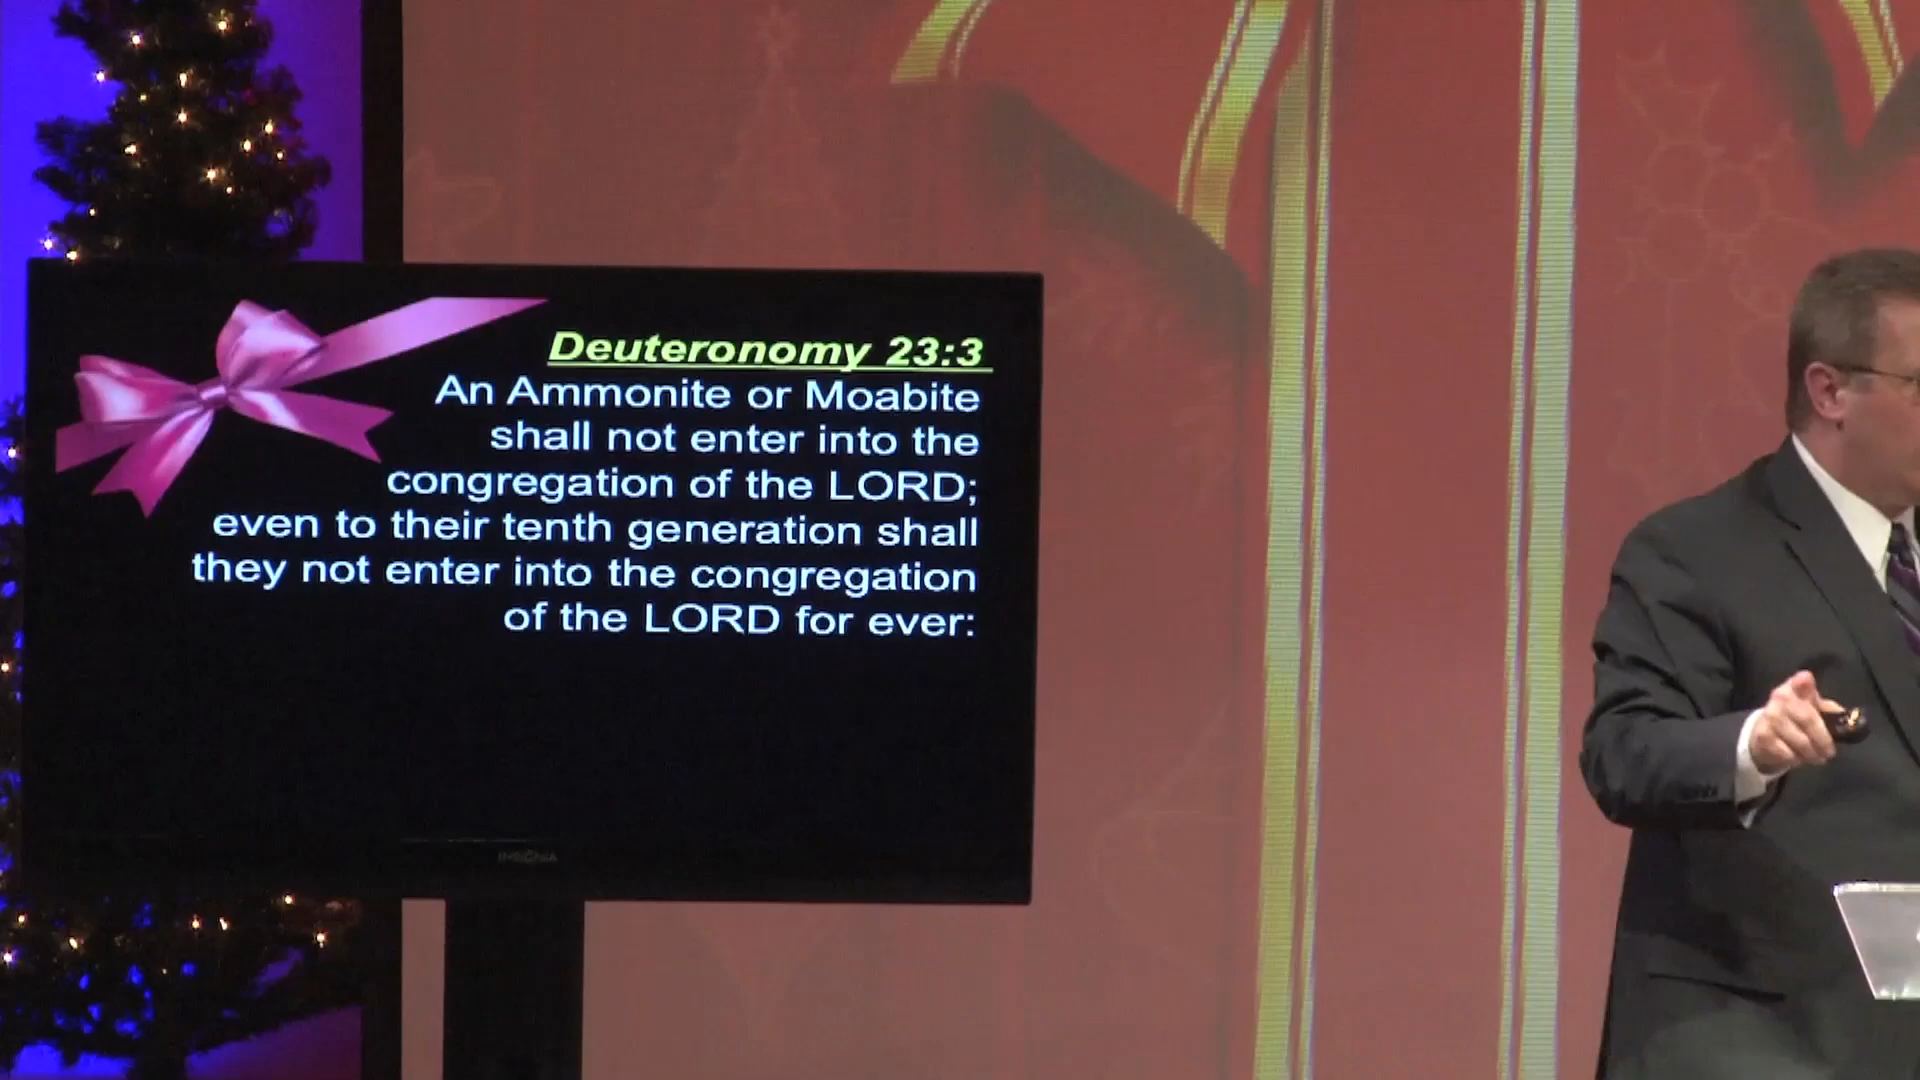 Deuteronomy 23:3
An Ammonite or Moabite
shall not enter into the
congregation of the LORD;
even to their tenth generation shall
they not enter into the congregation
of the LORD for ever:
INSIGNIA